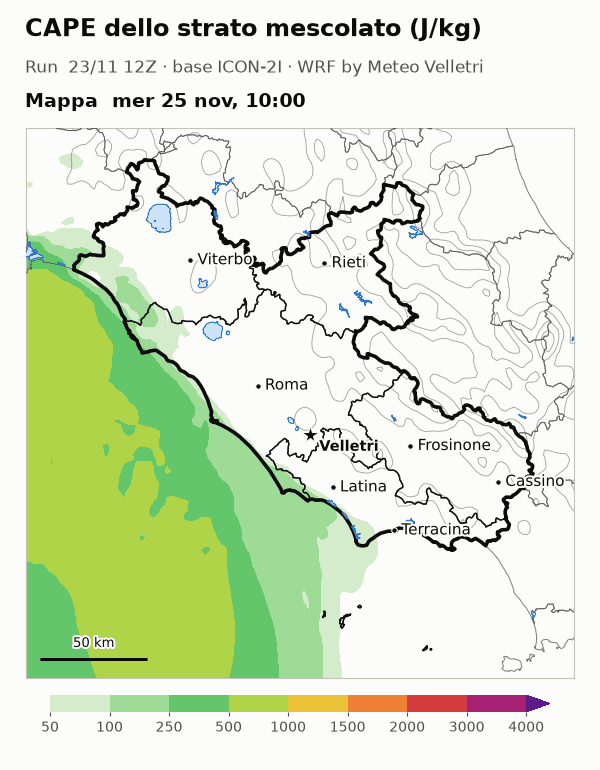 CAPE dello strato mescolato (J/kg)
Run  23/11 12Z · base ICON-2I · WRF by Meteo Velletri
Mappa  mer 25 nov, 10:00
Viterbo
Rieti
Roma
Velletri
Frosinone
Cassino
Latina
Terracina
50 km
50 100 250 500 1000 1500 2000 3000 4000